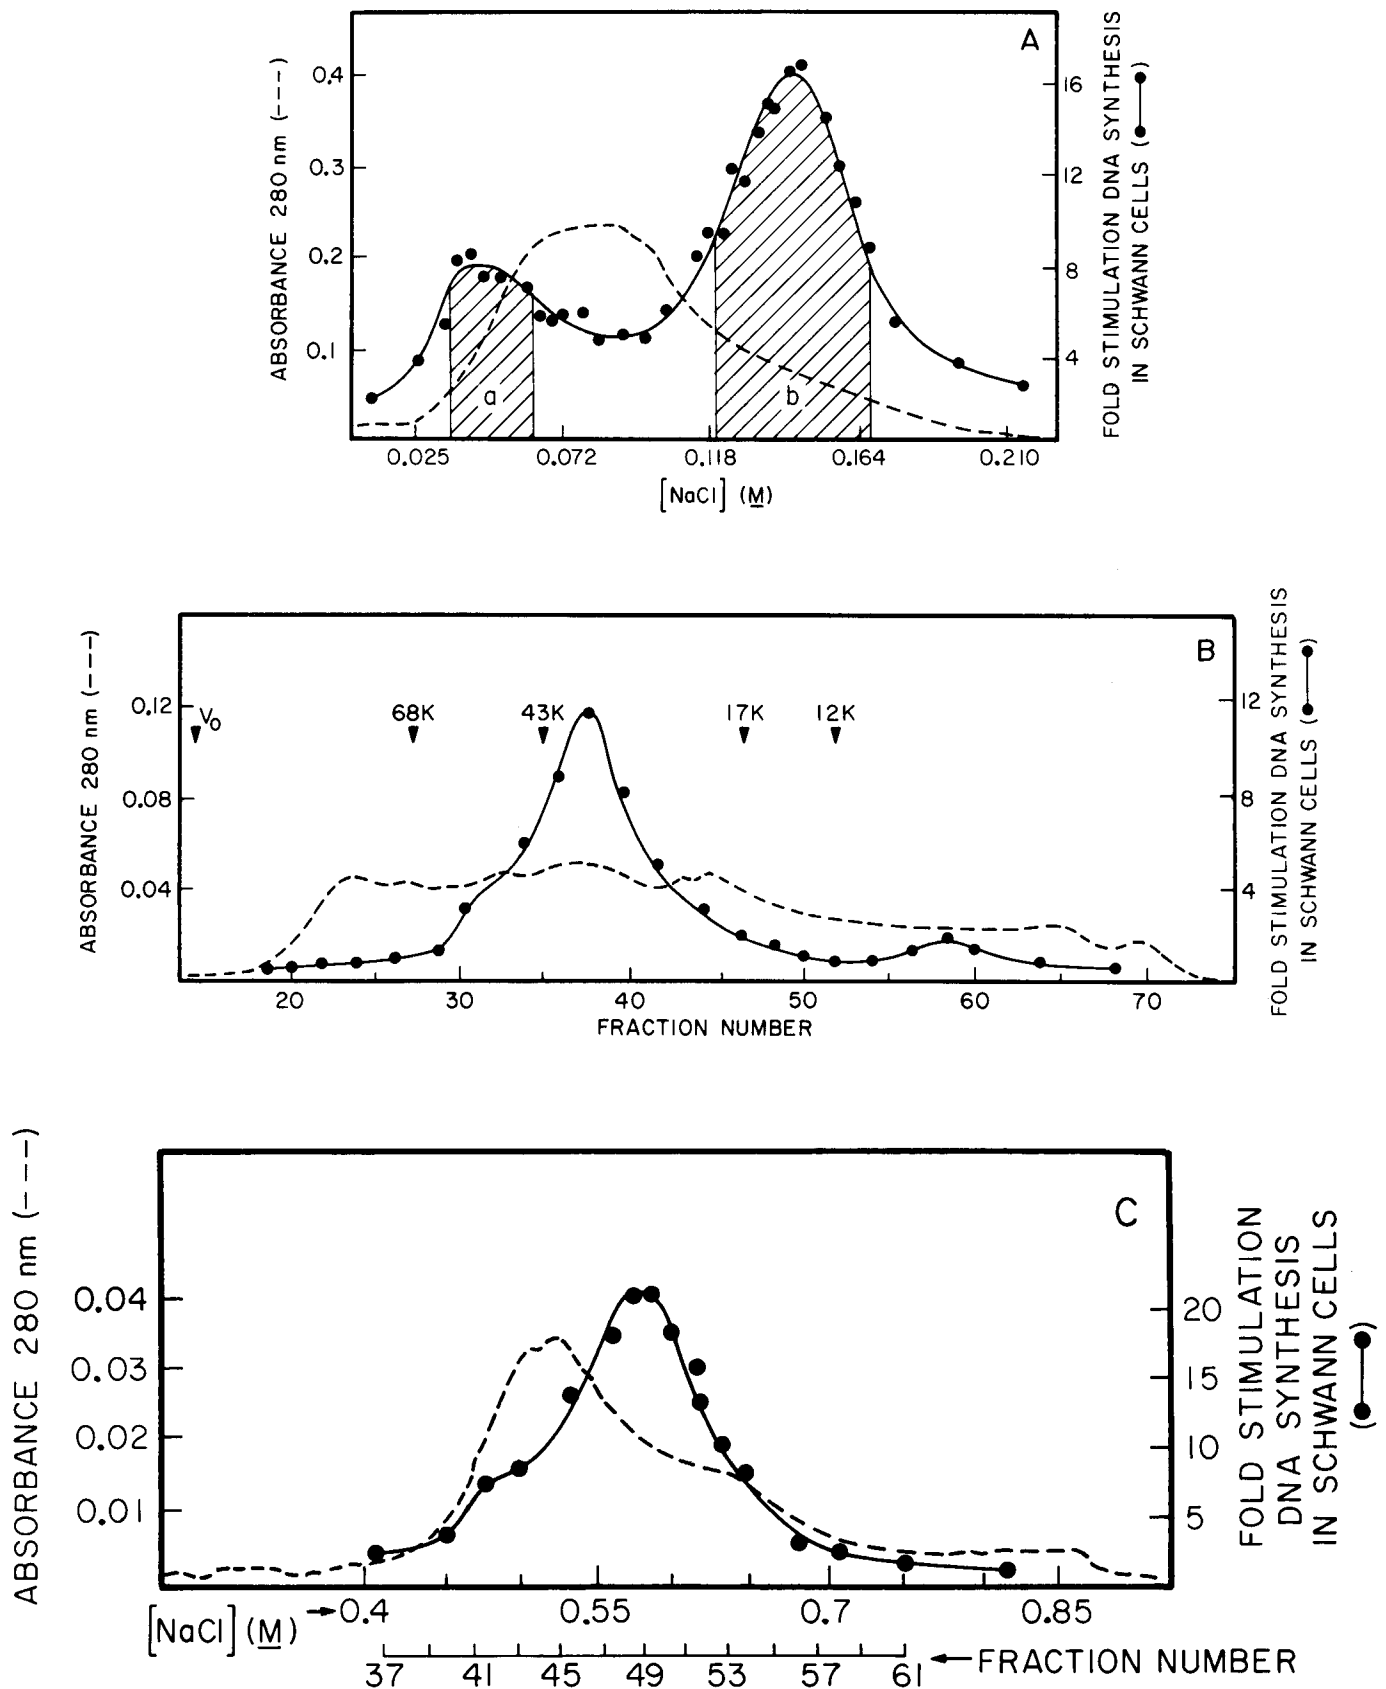 A
ABSORBANCE 280 nm (---)
0.4
0.3
0.2
0.1
16
12
8
4
FOLD STIMULATION DNA SYNTHESIS
IN SCHWANN CELLS (●—●)
a
b
0.025 0.072 0.118 0.164 0.210
[NaCl] (M)
B
ABSORBANCE 280 nm (---)
0.12
0.08
0.04
V0 68K 43K 17K 12K
12
8
4
FOLD STIMULATION DNA SYNTHESIS
IN SCHWANN CELLS (●—●)
20 30 40 50 60 70
FRACTION NUMBER
C
ABSORBANCE 280 nm (---)
0.04
0.03
0.02
0.01
20
15
10
5
FOLD STIMULATION
DNA SYNTHESIS
IN SCHWANN CELLS
(●—●)
[NaCl] (M) → 0.4 0.55 0.7 0.85
37 41 45 49 53 57 61 ← FRACTION NUMBER